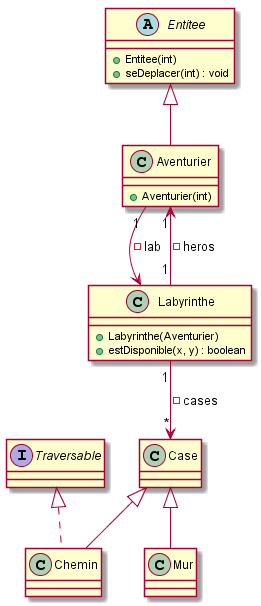 A Entitee
Entitee(int)
seDeplacer(int) : void
C Aventurier
Aventurier(int)
1 1
lab heros
1
C Labyrinthe
Labyrinthe(Aventurier)
estDisponible(x, y) : boolean
1
cases
*
I Traversable C Case
C Chemin C Mur